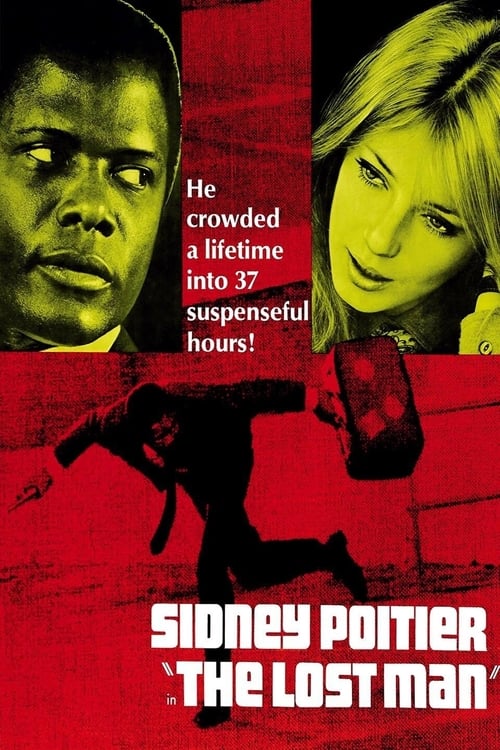 He
crowded
a lifetime
into 37
suspenseful
hours!
SIDNEY POITIER
in "THE LOST MAN"